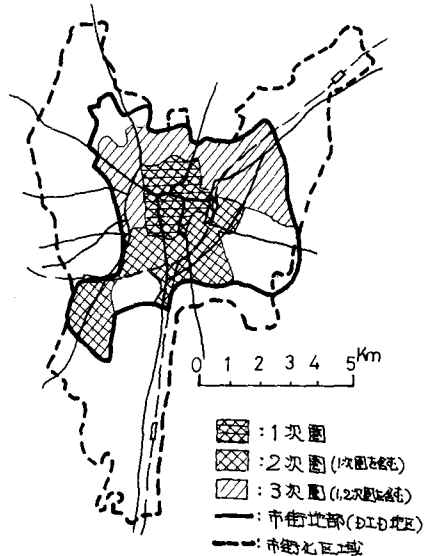 0 1 2 3 4 5 Km
:1次圏
:2次圏(1次圏を含む)
:3次圏(1,2次圏を含む)
:市街地部(DID地区)
:市街化区域